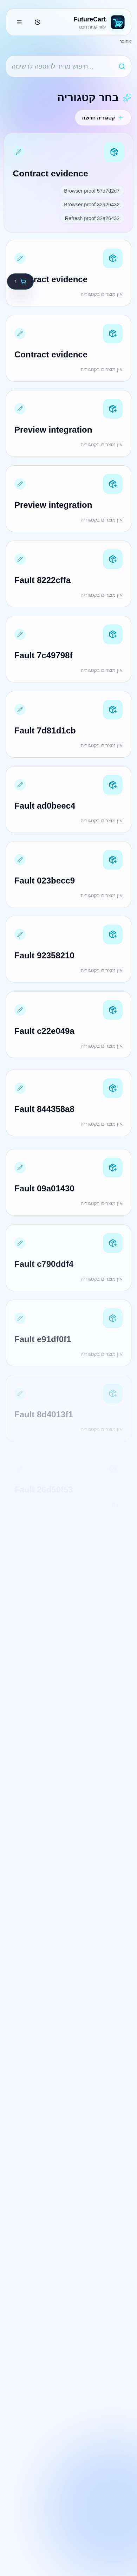 FutureCart
עוזר קניות חכם
מחובר
חיפוש מהיר להוספה לרשימה...
בחר קטגוריה
קטגוריה חדשה
Contract evidence
Browser proof 57d7d2d7
Browser proof 32a26432
Refresh proof 32a26432
1
אין מוצרים בקטגוריה
Contract evidence
אין מוצרים בקטגוריה
Preview integration
אין מוצרים בקטגוריה
Preview integration
אין מוצרים בקטגוריה
Fault 8222cffa
אין מוצרים בקטגוריה
Fault 7c49798f
אין מוצרים בקטגוריה
Fault 7d81d1cb
אין מוצרים בקטגוריה
Fault ad0beec4
אין מוצרים בקטגוריה
Fault 023becc9
אין מוצרים בקטגוריה
Fault 92358210
אין מוצרים בקטגוריה
Fault c22e049a
אין מוצרים בקטגוריה
Fault 844358a8
אין מוצרים בקטגוריה
Fault 09a01430
אין מוצרים בקטגוריה
Fault c790ddf4
אין מוצרים בקטגוריה
Fault e91df0f1
אין מוצרים בקטגוריה
Fault 8d4013f1
אין מוצרים בקטגוריה